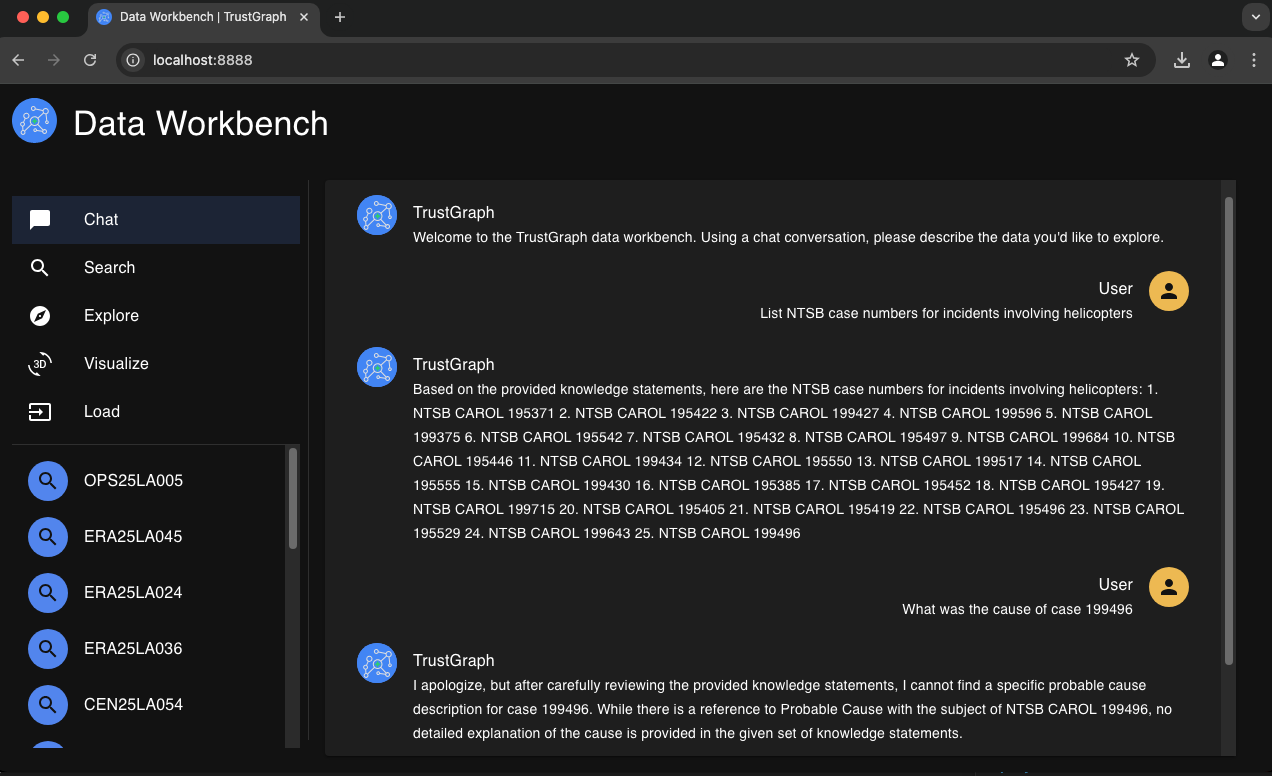 Data Workbench | TrustGraph
localhost:8888
Data Workbench
Chat
Search
Explore
3D
Visualize
Load
OPS25LA005
ERA25LA045
ERA25LA024
ERA25LA036
CEN25LA054
TrustGraph
Welcome to the TrustGraph data workbench. Using a chat conversation, please describe the data you'd like to explore.
User
List NTSB case numbers for incidents involving helicopters
TrustGraph
Based on the provided knowledge statements, here are the NTSB case numbers for incidents involving helicopters: 1.
NTSB CAROL 195371 2. NTSB CAROL 195422 3. NTSB CAROL 199427 4. NTSB CAROL 199596 5. NTSB CAROL
199375 6. NTSB CAROL 195542 7. NTSB CAROL 195432 8. NTSB CAROL 195497 9. NTSB CAROL 199684 10. NTSB
CAROL 195446 11. NTSB CAROL 199434 12. NTSB CAROL 195550 13. NTSB CAROL 199517 14. NTSB CAROL
195555 15. NTSB CAROL 199430 16. NTSB CAROL 195385 17. NTSB CAROL 195452 18. NTSB CAROL 195427 19.
NTSB CAROL 199715 20. NTSB CAROL 195405 21. NTSB CAROL 195419 22. NTSB CAROL 195496 23. NTSB CAROL
195529 24. NTSB CAROL 199643 25. NTSB CAROL 199496
User
What was the cause of case 199496
TrustGraph
I apologize, but after carefully reviewing the provided knowledge statements, I cannot find a specific probable cause
description for case 199496. While there is a reference to Probable Cause with the subject of NTSB CAROL 199496, no
detailed explanation of the cause is provided in the given set of knowledge statements.